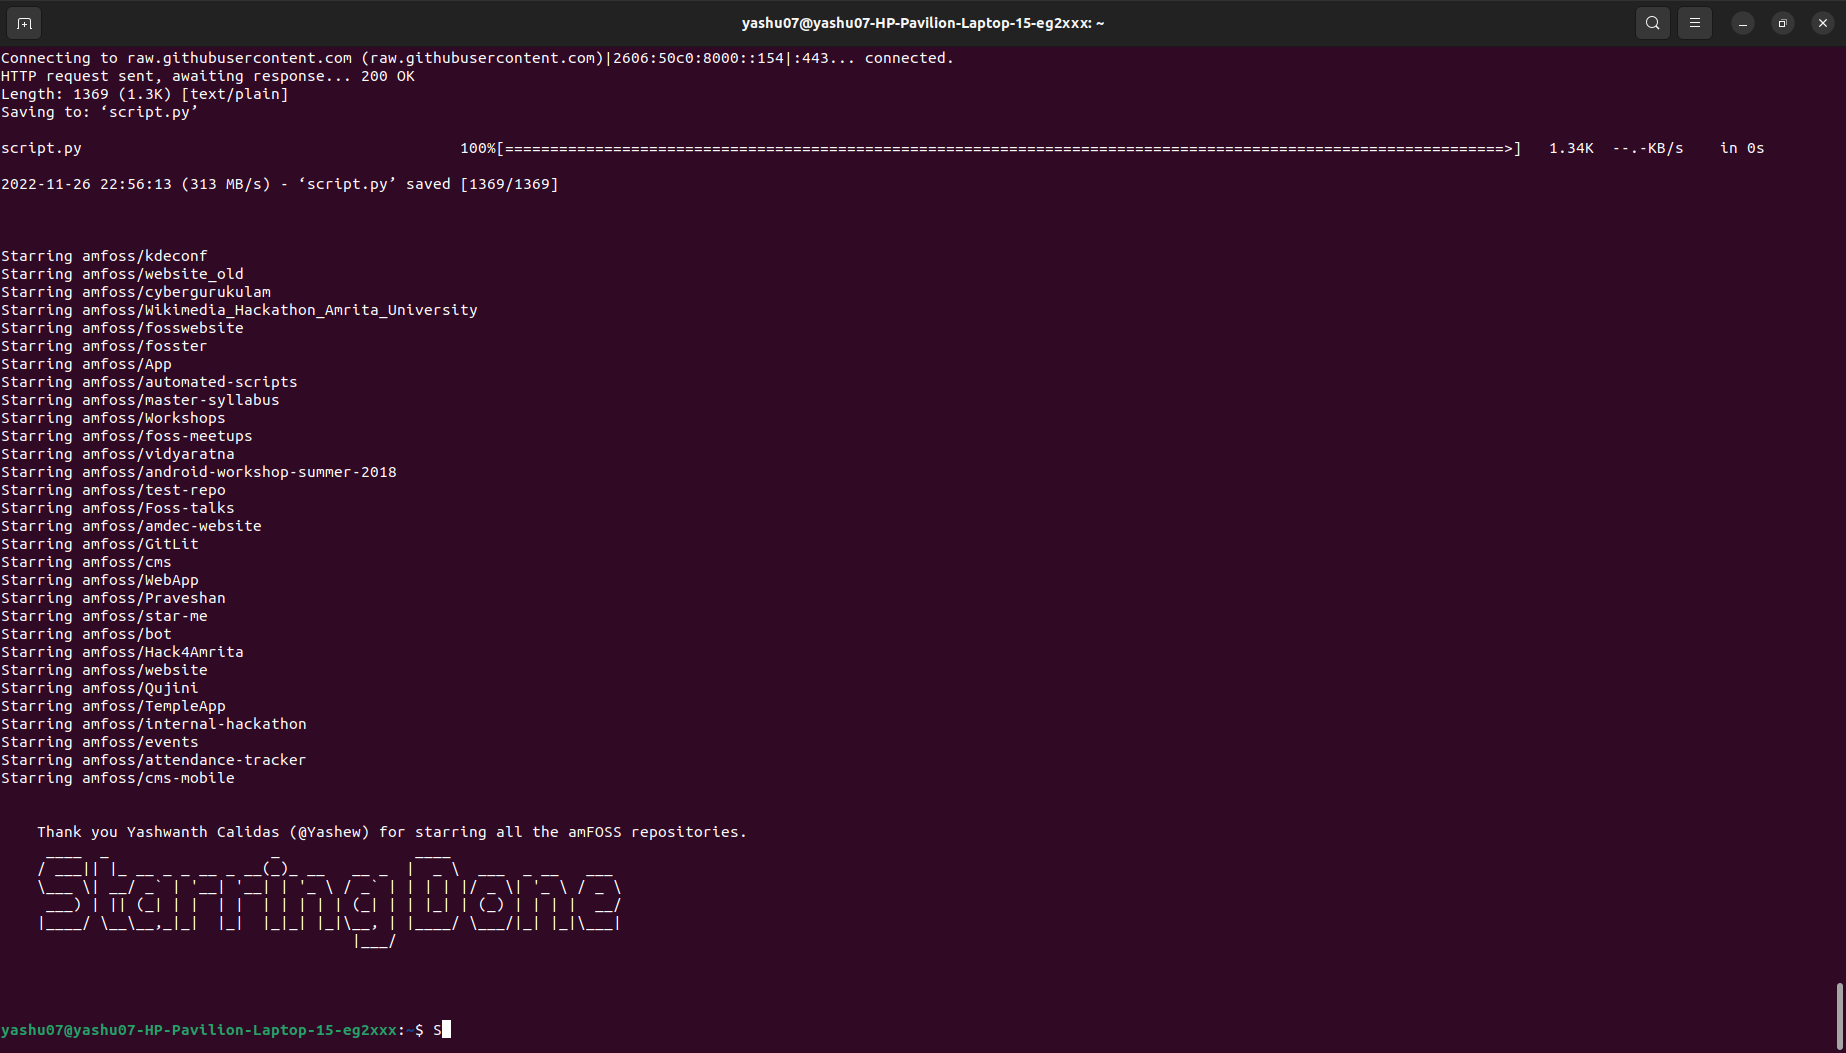 yashu07@yashu07-HP-Pavilion-Laptop-15-eg2xxx: ~
Connecting to raw.githubusercontent.com (raw.githubusercontent.com)|2606:50c0:8000::154|:443... connected.
HTTP request sent, awaiting response... 200 OK
Length: 1369 (1.3K) [text/plain]
Saving to: ‘script.py’
script.py 100%[===============================================================================================================>] 1.34K --.-KB/s in 0s
2022-11-26 22:56:13 (313 MB/s) - ‘script.py’ saved [1369/1369]
Starring amfoss/kdeconf
Starring amfoss/website_old
Starring amfoss/cybergurukulam
Starring amfoss/Wikimedia_Hackathon_Amrita_University
Starring amfoss/fosswebsite
Starring amfoss/fosster
Starring amfoss/App
Starring amfoss/automated-scripts
Starring amfoss/master-syllabus
Starring amfoss/Workshops
Starring amfoss/foss-meetups
Starring amfoss/vidyaratna
Starring amfoss/android-workshop-summer-2018
Starring amfoss/test-repo
Starring amfoss/Foss-talks
Starring amfoss/amdec-website
Starring amfoss/GitLit
Starring amfoss/cms
Starring amfoss/WebApp
Starring amfoss/Praveshan
Starring amfoss/star-me
Starring amfoss/bot
Starring amfoss/Hack4Amrita
Starring amfoss/website
Starring amfoss/Qujini
Starring amfoss/TempleApp
Starring amfoss/internal-hackathon
Starring amfoss/events
Starring amfoss/attendance-tracker
Starring amfoss/cms-mobile
Thank you Yashwanth Calidas (@Yashew) for starring all the amFOSS repositories.
StarringDone
yashu07@yashu07-HP-Pavilion-Laptop-15-eg2xxx:~$ S